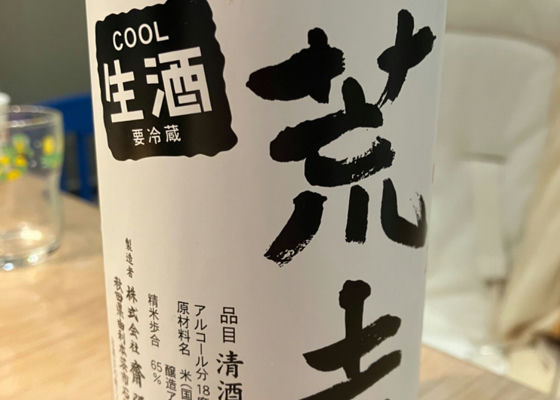 COOL
生酒
要冷蔵
荒
品目 清酒
アルコール分 18
原材料名 米(国
醸造ア
精米歩合 65%
製造者 株式会社 齋
秋田県由利本荘市石